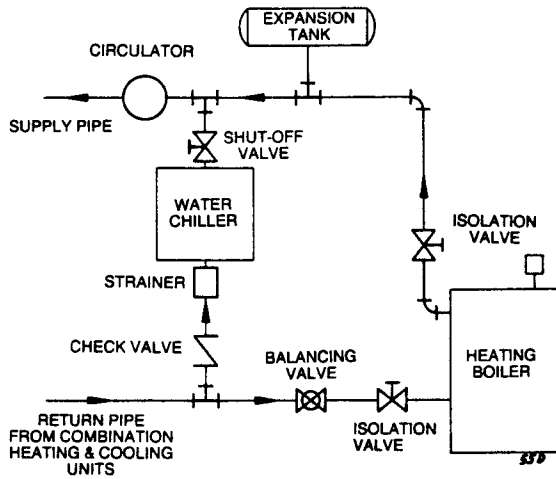 EXPANSION
TANK
CIRCULATOR
SUPPLY PIPE
SHUT-OFF
VALVE
WATER
CHILLER
ISOLATION
VALVE
STRAINER
CHECK VALVE
BALANCING
VALVE
HEATING
BOILER
RETURN PIPE
FROM COMBINATION
HEATING & COOLING
UNITS
ISOLATION
VALVE